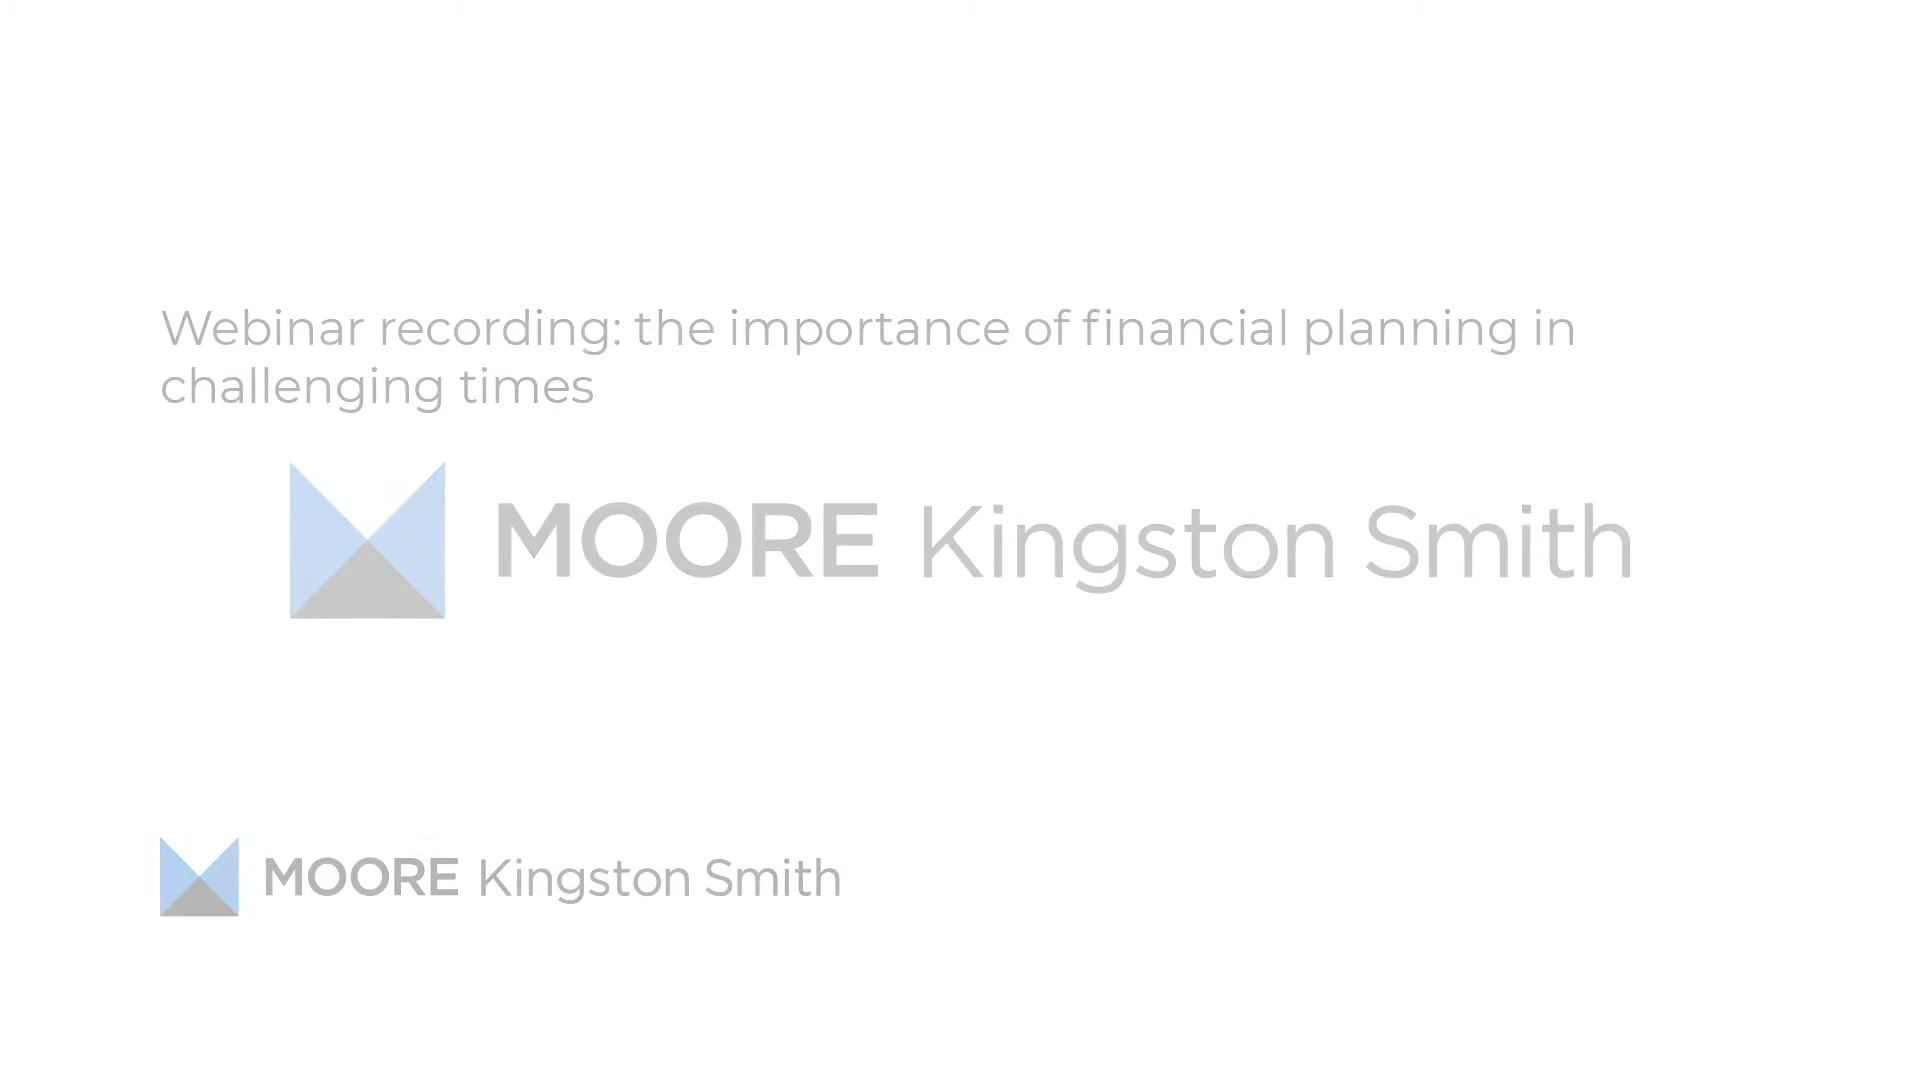 Webinar recording: the importance of financial planning in
challenging times
MOORE Kingston Smith
MOORE Kingston Smith